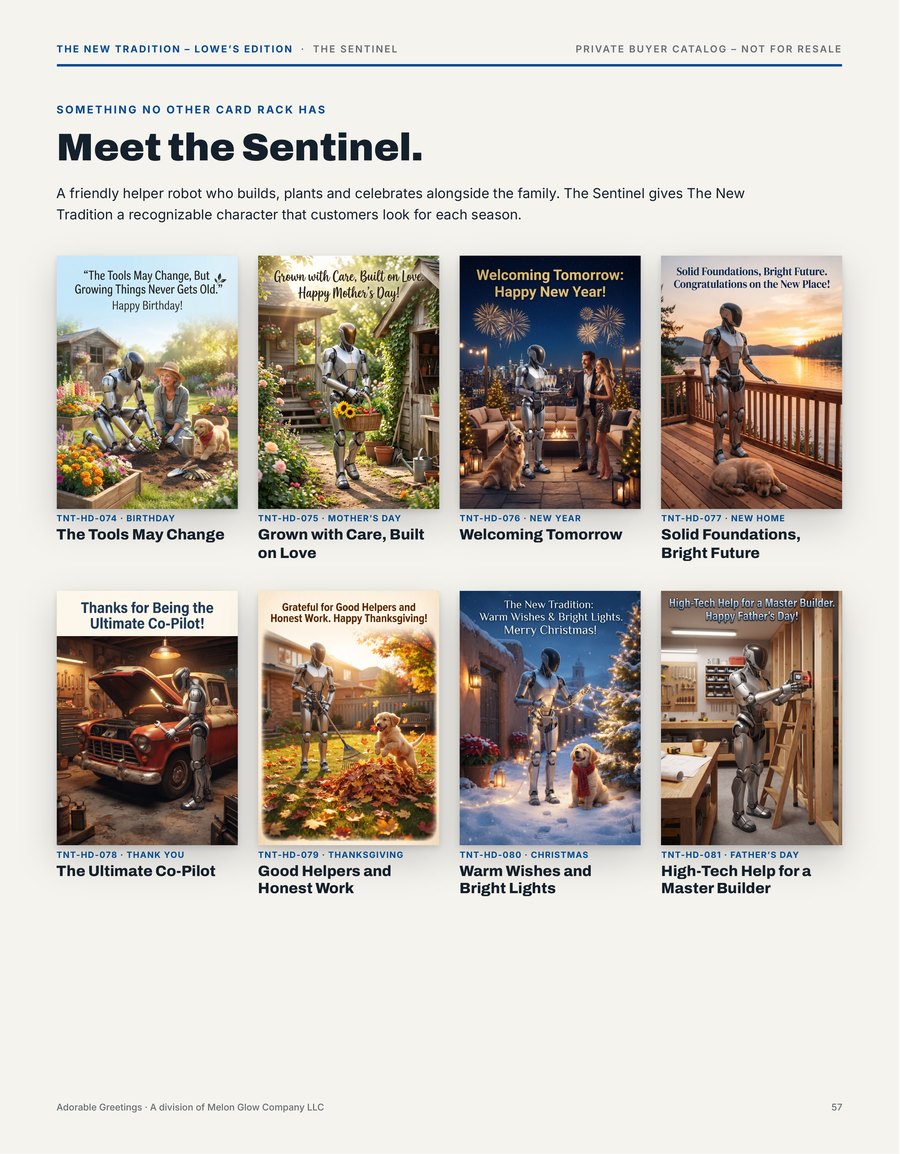 THE NEW TRADITION – LOWE'S EDITION · THE SENTINEL
PRIVATE BUYER CATALOG – NOT FOR RESALE
SOMETHING NO OTHER CARD RACK HAS
Meet the Sentinel.
A friendly helper robot who builds, plants and celebrates alongside the family. The Sentinel gives The New
Tradition a recognizable character that customers look for each season.
“The Tools May Change, But
Growing Things Never Gets Old.”
Happy Birthday!
TNT-HD-074 · BIRTHDAY
The Tools May Change
Grown with Care, Built on Love.
Happy Mother's Day!
TNT-HD-075 · MOTHER'S DAY
Grown with Care, Built
on Love
Welcoming Tomorrow:
Happy New Year!
TNT-HD-076 · NEW YEAR
Welcoming Tomorrow
Solid Foundations, Bright Future.
Congratulations on the New Place!
TNT-HD-077 · NEW HOME
Solid Foundations,
Bright Future
Thanks for Being the
Ultimate Co-Pilot!
TNT-HD-078 · THANK YOU
The Ultimate Co-Pilot
Grateful for Good Helpers and
Honest Work. Happy Thanksgiving!
TNT-HD-079 · THANKSGIVING
Good Helpers and
Honest Work
The New Tradition:
Warm Wishes & Bright Lights.
Merry Christmas!
TNT-HD-080 · CHRISTMAS
Warm Wishes and
Bright Lights
High-Tech Help for a Master Builder.
Happy Father's Day!
TNT-HD-081 · FATHER'S DAY
High-Tech Help for a
Master Builder
Adorable Greetings · A division of Melon Glow Company LLC
57